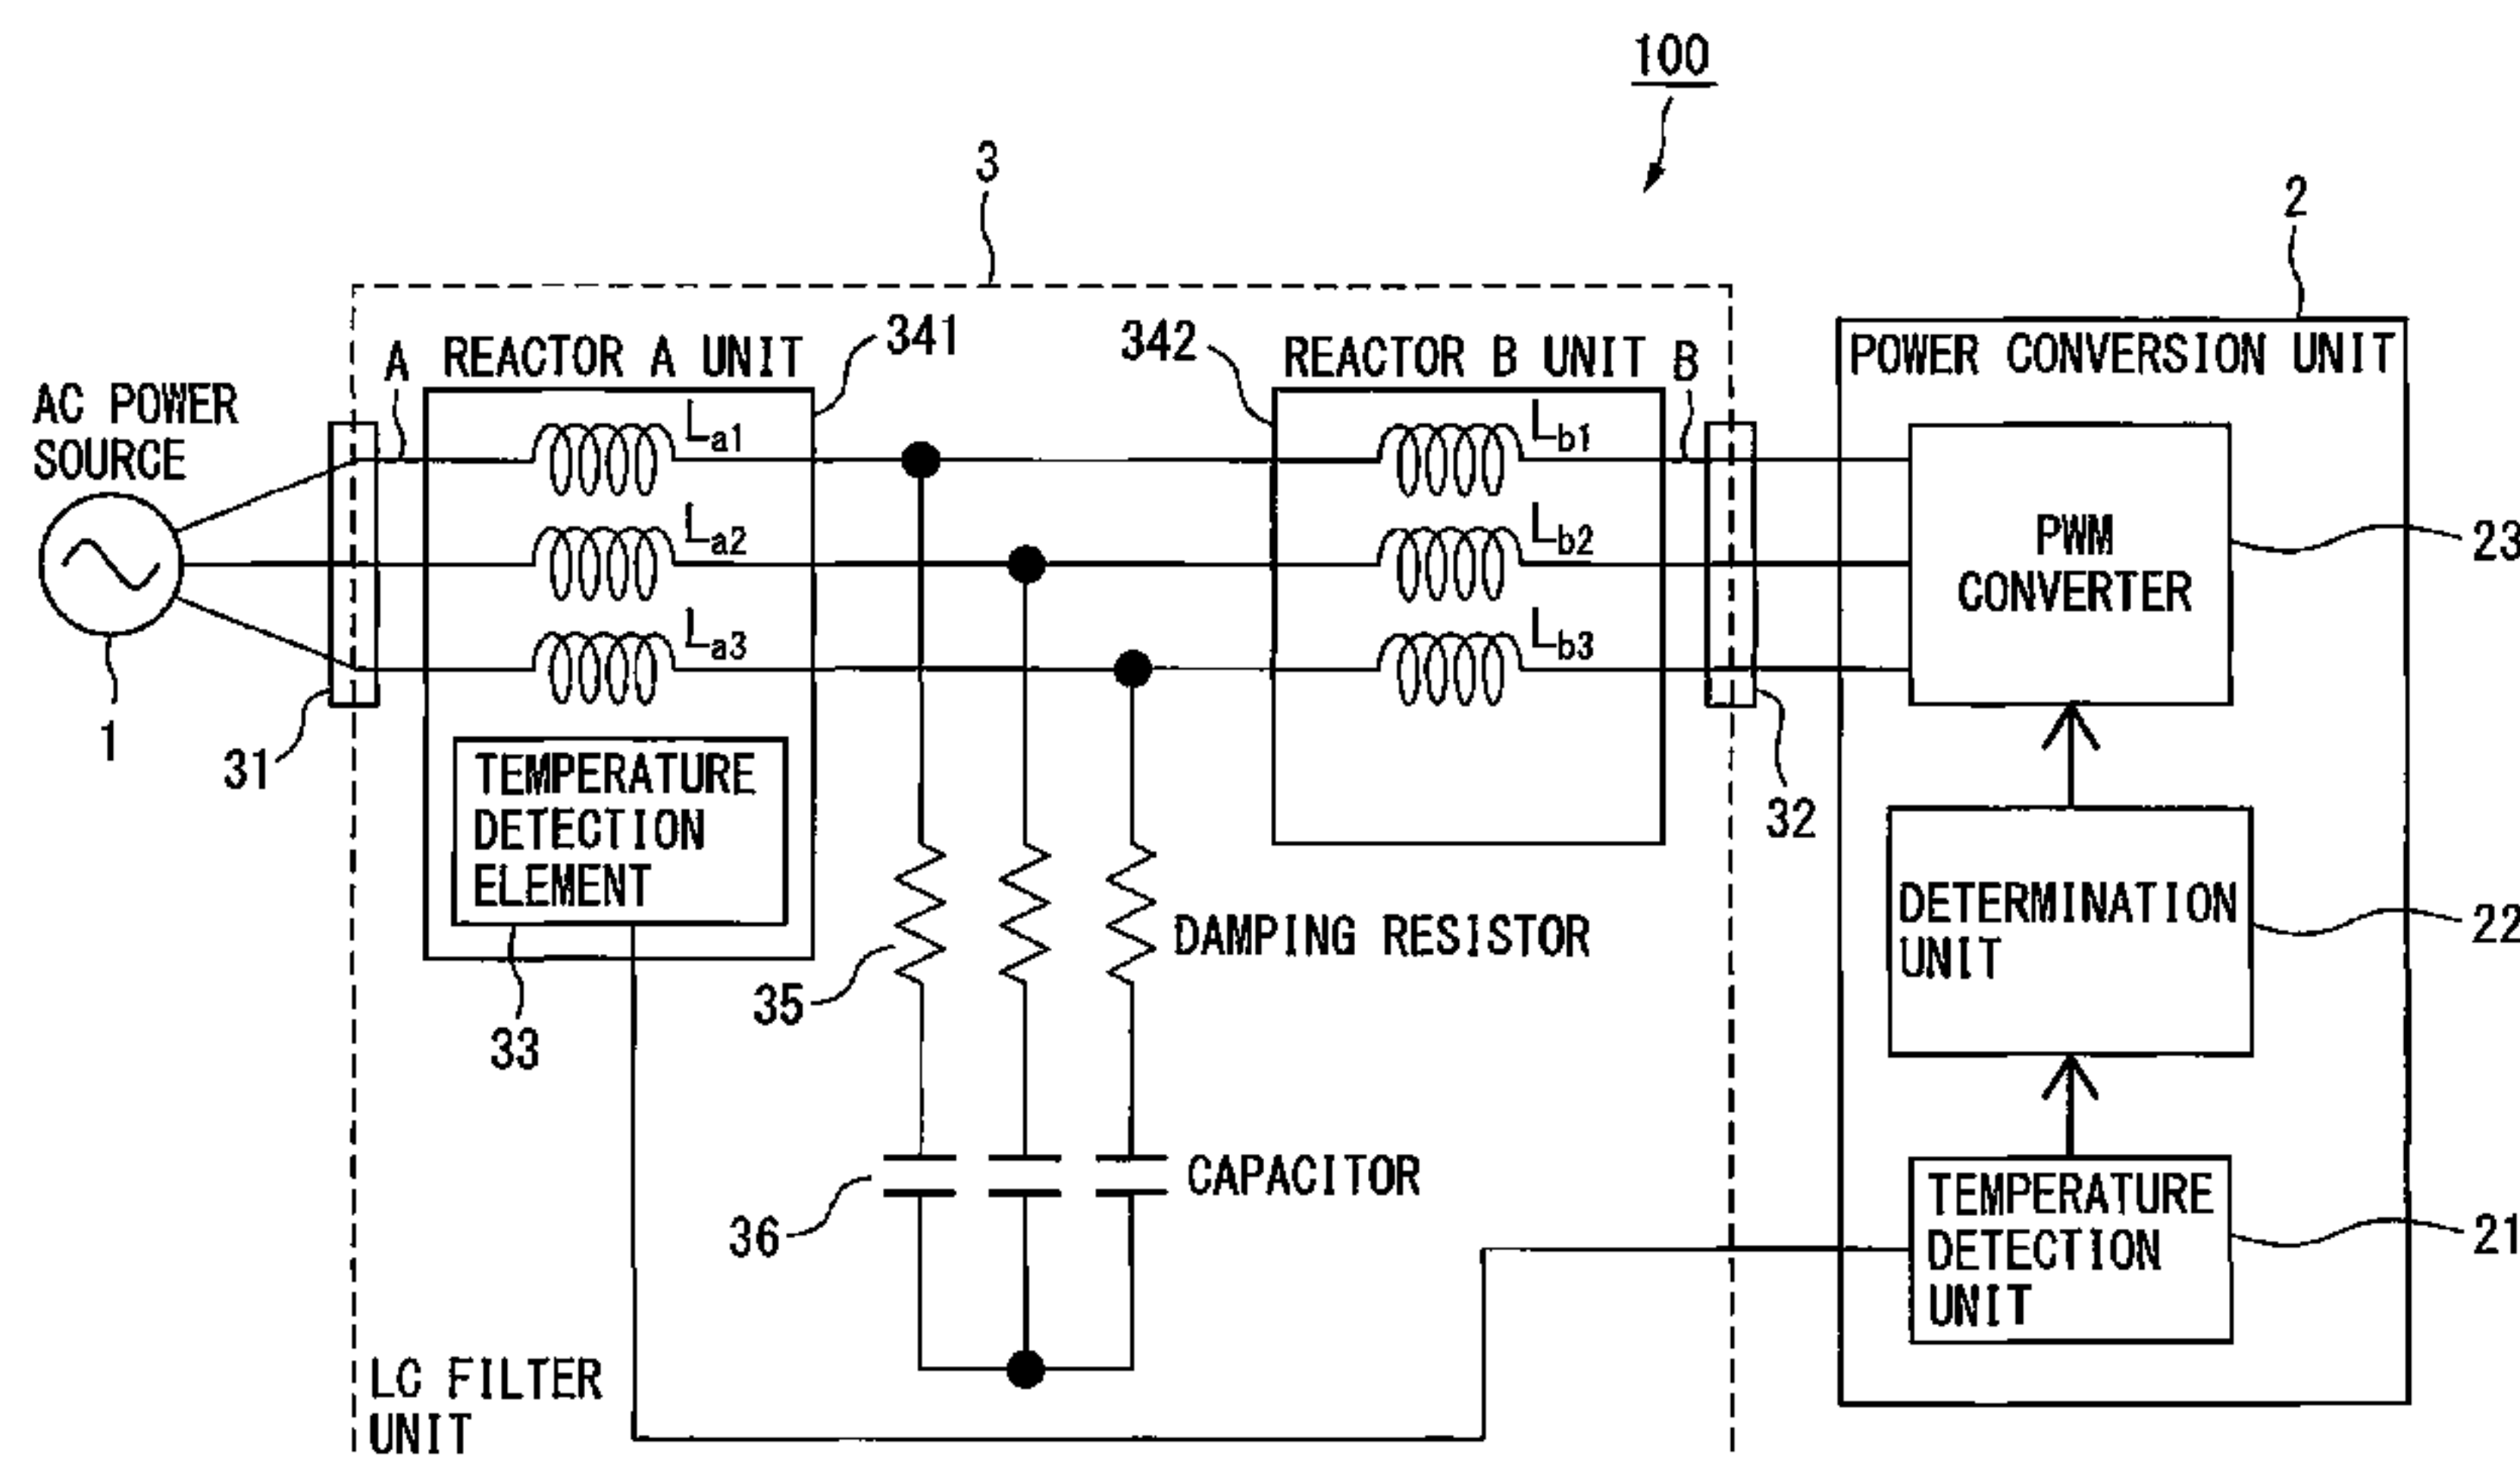 100
3
2
341
342
A
REACTOR A UNIT
REACTOR B UNIT
B
POWER CONVERSION UNIT
AC POWER
SOURCE
La1
Lb1
La2
Lb2
La3
Lb3
PWM
CONVERTER
23
1
31
32
TEMPERATURE
DETECTION
ELEMENT
33
35
DAMPING RESISTOR
DETERMINATION
UNIT
22
36
CAPACITOR
TEMPERATURE
DETECTION
UNIT
21
LC FILTER
UNIT